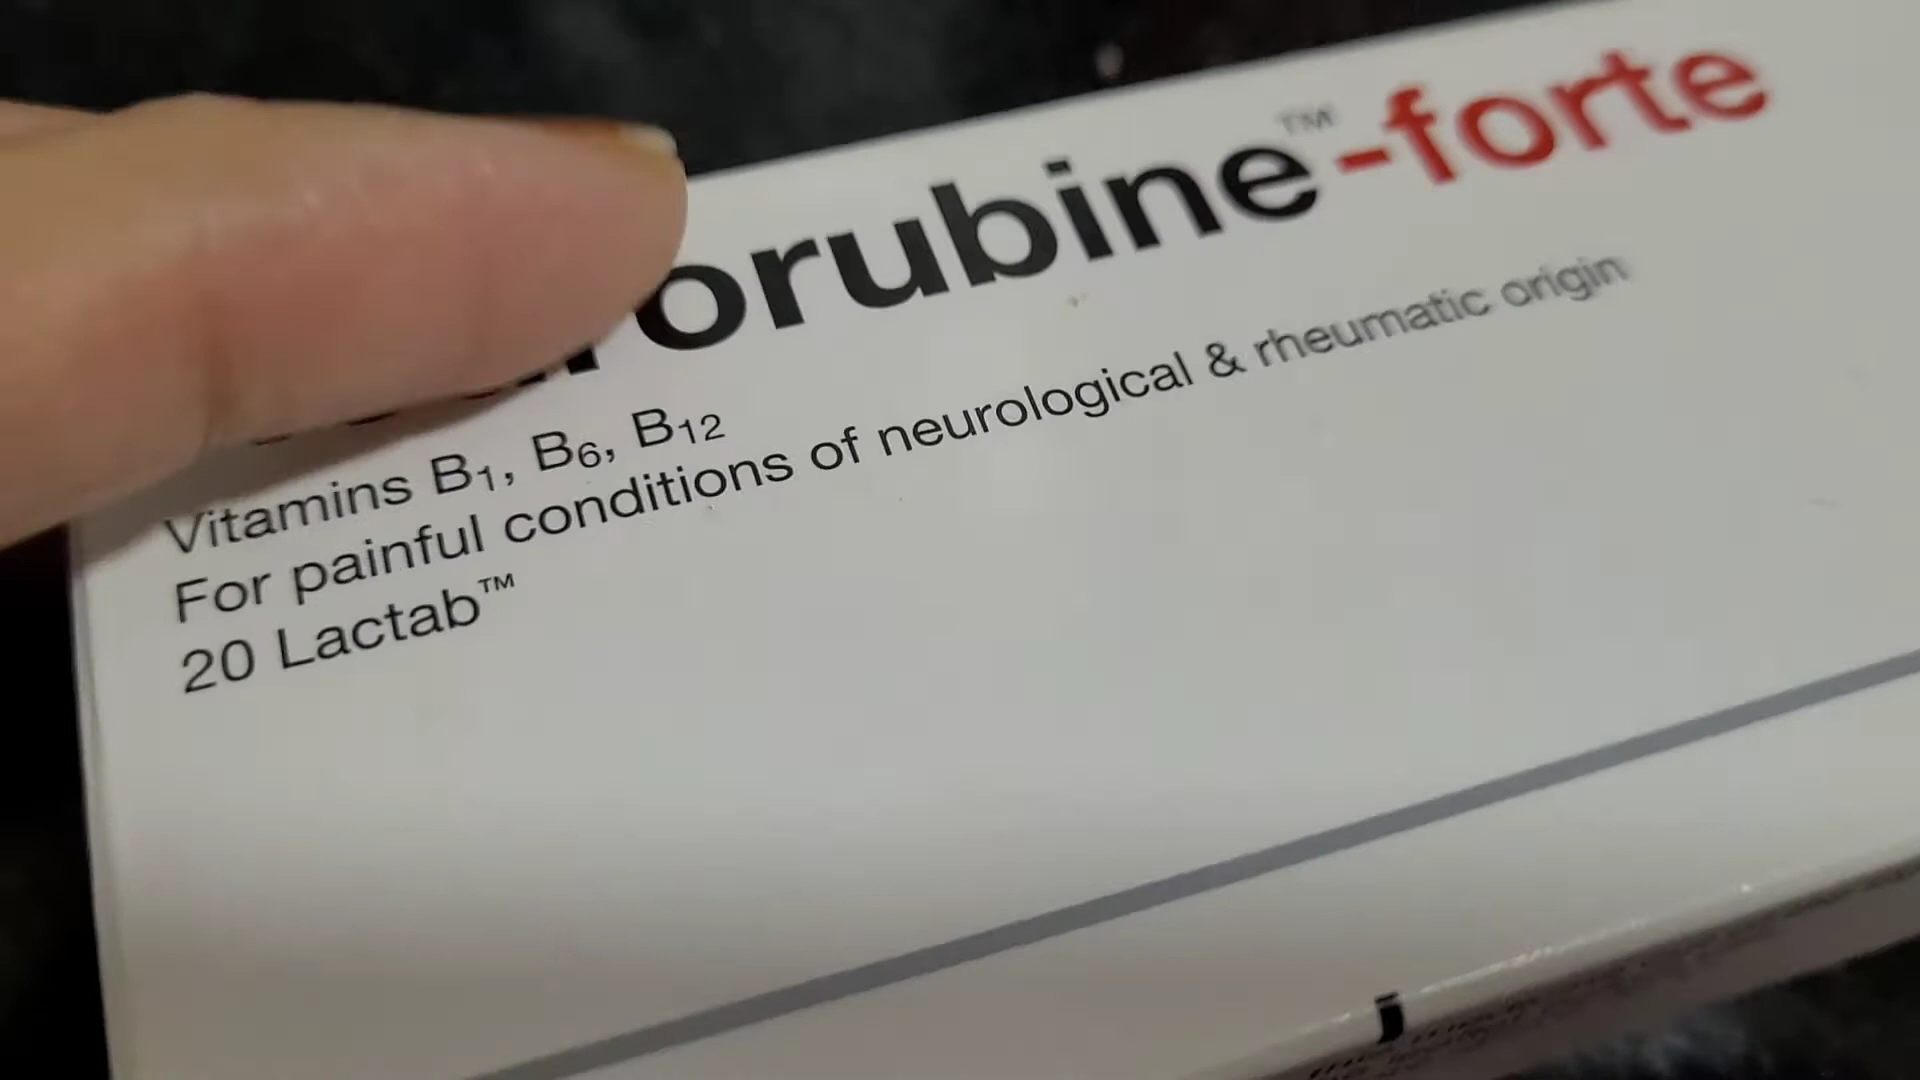 orubine™-forte
Vitamins B1, B6, B12
For painful conditions of neurological & rheumatic origin
20 Lactab™